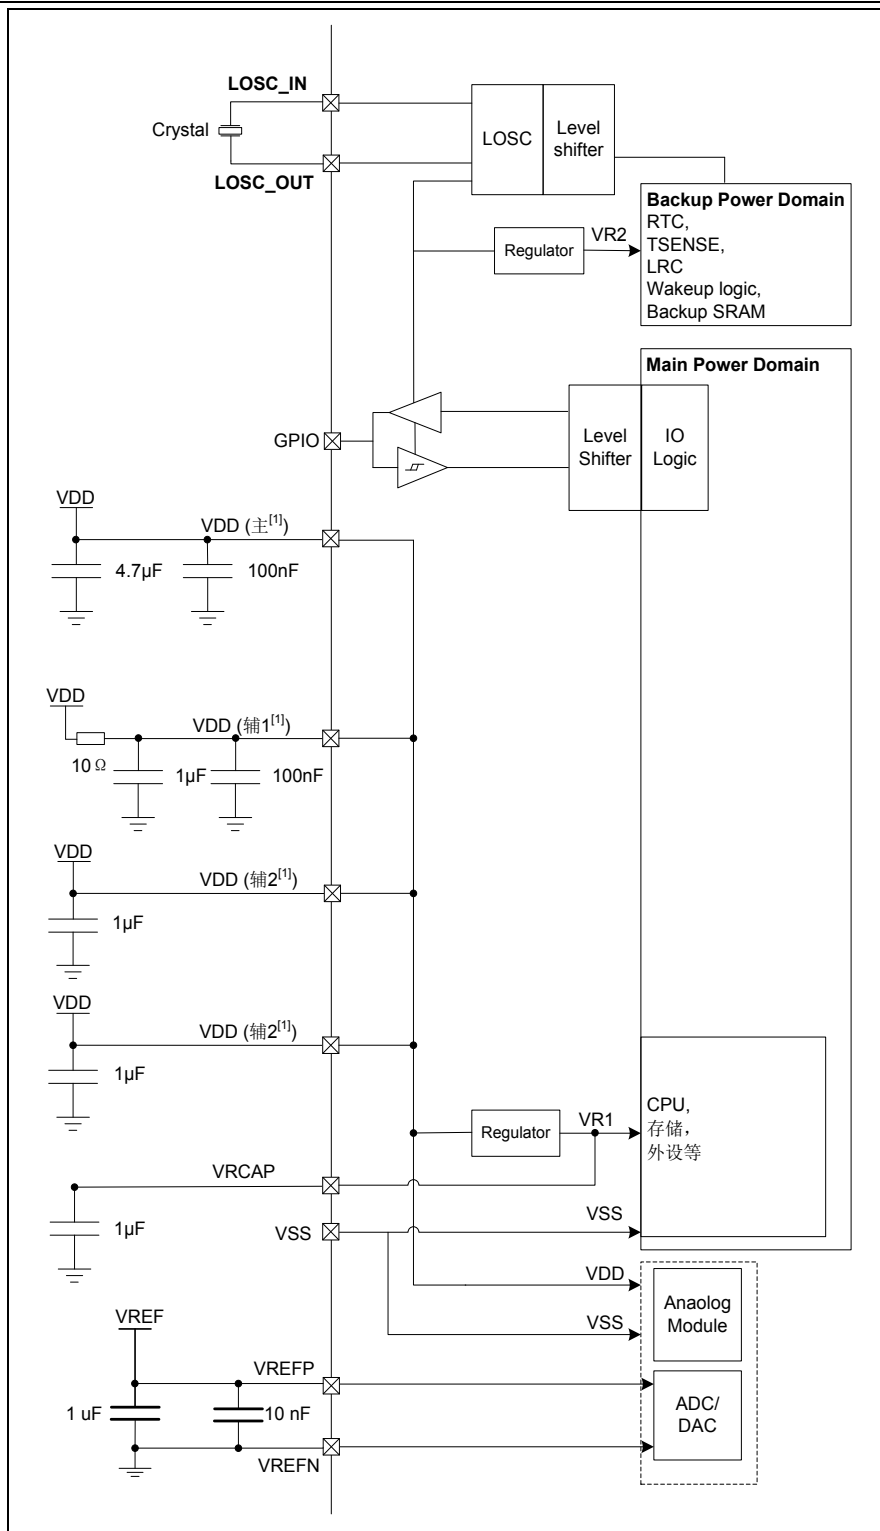 LOSC_IN
Crystal
LOSC_OUT
LOSC
Level
shifter
Backup Power Domain
RTC,
TSENSE,
LRC
Wakeup logic,
Backup SRAM
Regulator
VR2
Main Power Domain
GPIO
Level
Shifter
IO
Logic
VDD
VDD (主[1])
4.7µF
100nF
VDD
VDD (辅1[1])
10 Ω
1µF
100nF
VDD
VDD (辅2[1])
1µF
VDD
VDD (辅2[1])
1µF
Regulator
VR1
CPU,
存储,
外设等
VRCAP
1µF
VSS
VSS
VDD
VSS
Anaolog
Module
VREF
VREFP
1 uF
10 nF
VREFN
ADC/
DAC